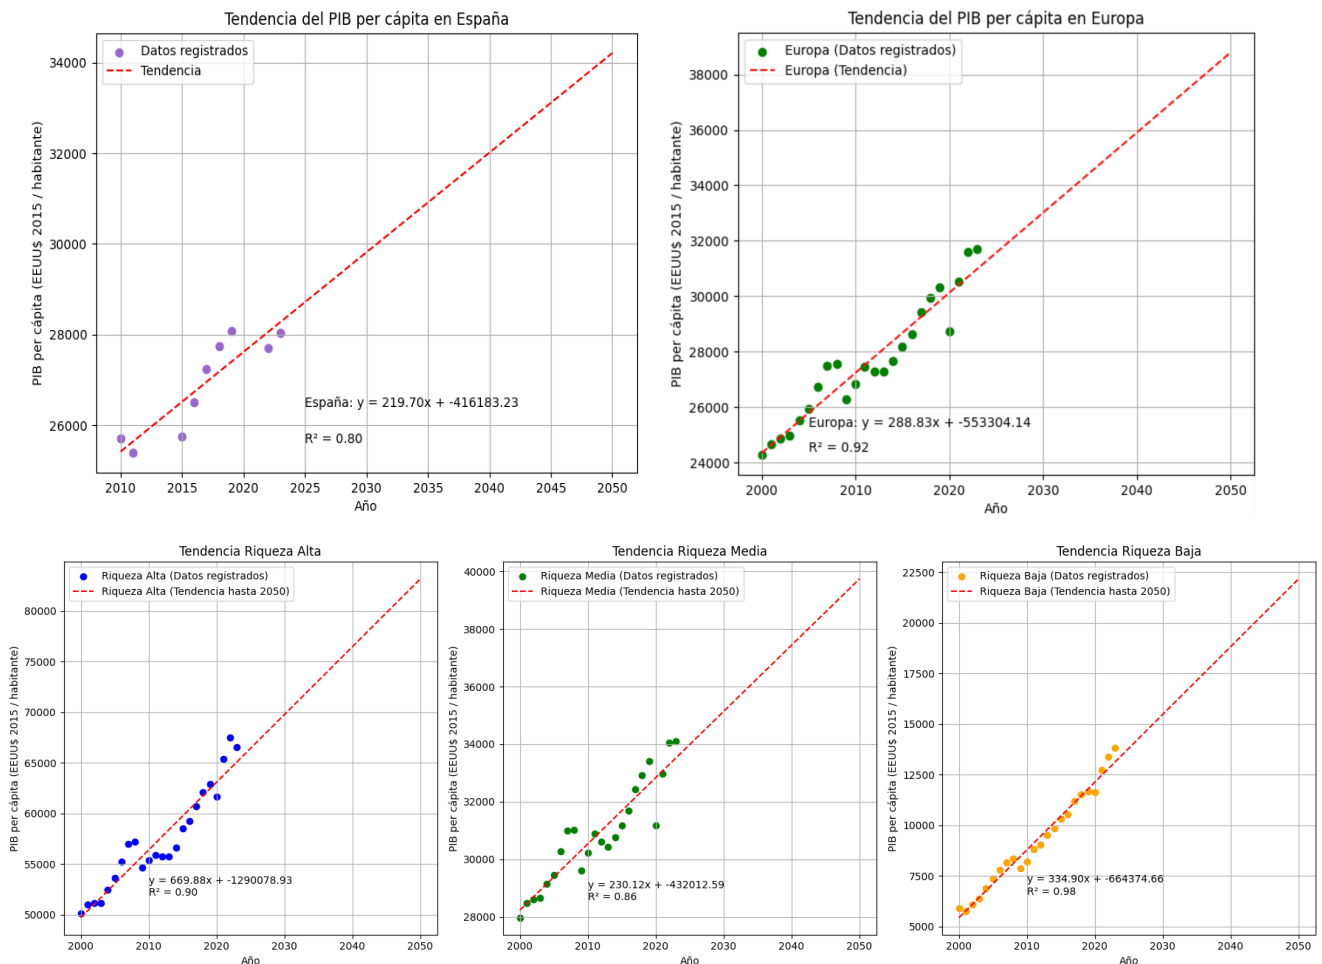 Tendencia del PIB per cápita en España
Datos registrados
Tendencia
PIB per cápita (EEUU$ 2015 / habitante)
34000
32000
30000
28000
26000
España: y = 219.70x + -416183.23
R² = 0.80
2010 2015 2020 2025 2030 2035 2040 2045 2050
Año
Tendencia del PIB per cápita en Europa
Europa (Datos registrados)
Europa (Tendencia)
PIB per cápita (EEUU$ 2015 / habitante)
38000
36000
34000
32000
30000
28000
26000
24000
Europa: y = 288.83x + -553304.14
R² = 0.92
2000 2010 2020 2030 2040 2050
Año
Tendencia Riqueza Alta
Riqueza Alta (Datos registrados)
Riqueza Alta (Tendencia hasta 2050)
PIB per cápita (EEUU$ 2015 / habitante)
80000
75000
70000
65000
60000
55000
50000
y = 669.88x + -1290078.93
R² = 0.90
2000 2010 2020 2030 2040 2050
Año
Tendencia Riqueza Media
Riqueza Media (Datos registrados)
Riqueza Media (Tendencia hasta 2050)
PIB per cápita (EEUU$ 2015 / habitante)
40000
38000
36000
34000
32000
30000
28000
y = 230.12x + -432012.59
R² = 0.86
2000 2010 2020 2030 2040 2050
Año
Tendencia Riqueza Baja
Riqueza Baja (Datos registrados)
Riqueza Baja (Tendencia hasta 2050)
PIB per cápita (EEUU$ 2015 / habitante)
22500
20000
17500
15000
12500
10000
7500
5000
y = 334.90x + -664374.66
R² = 0.98
2000 2010 2020 2030 2040 2050
Año